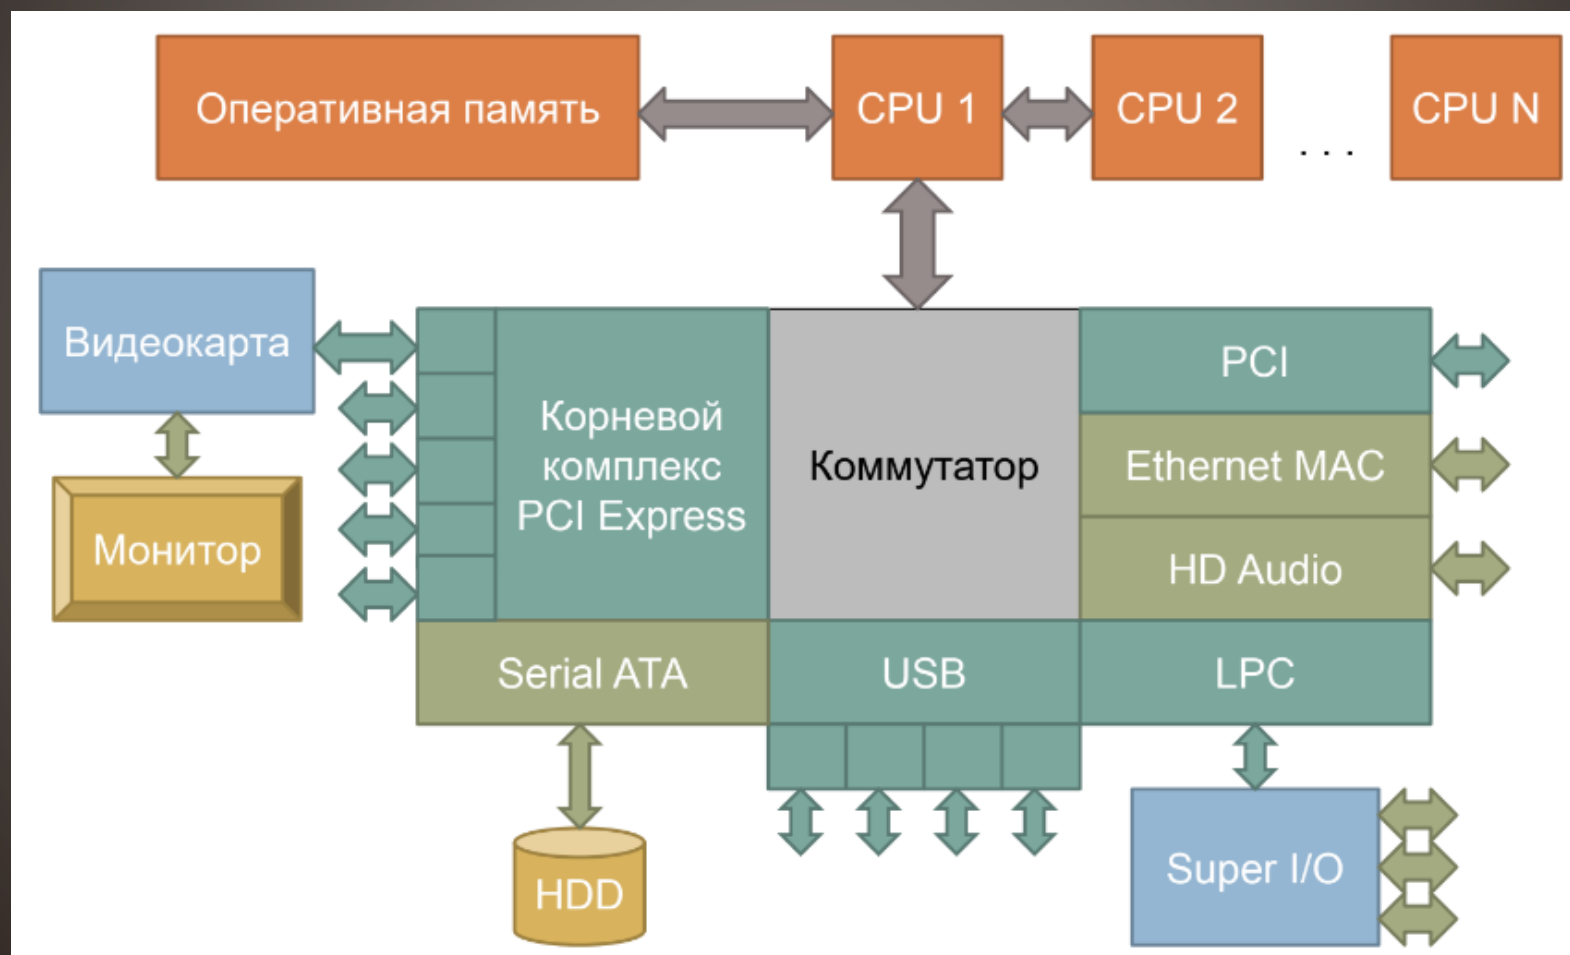 Оперативная память
CPU 1
CPU 2
. . .
CPU N
Видеокарта
Монитор
Корневой
комплекс
PCI Express
Коммутатор
PCI
Ethernet MAC
HD Audio
Serial ATA
USB
LPC
HDD
Super I/O